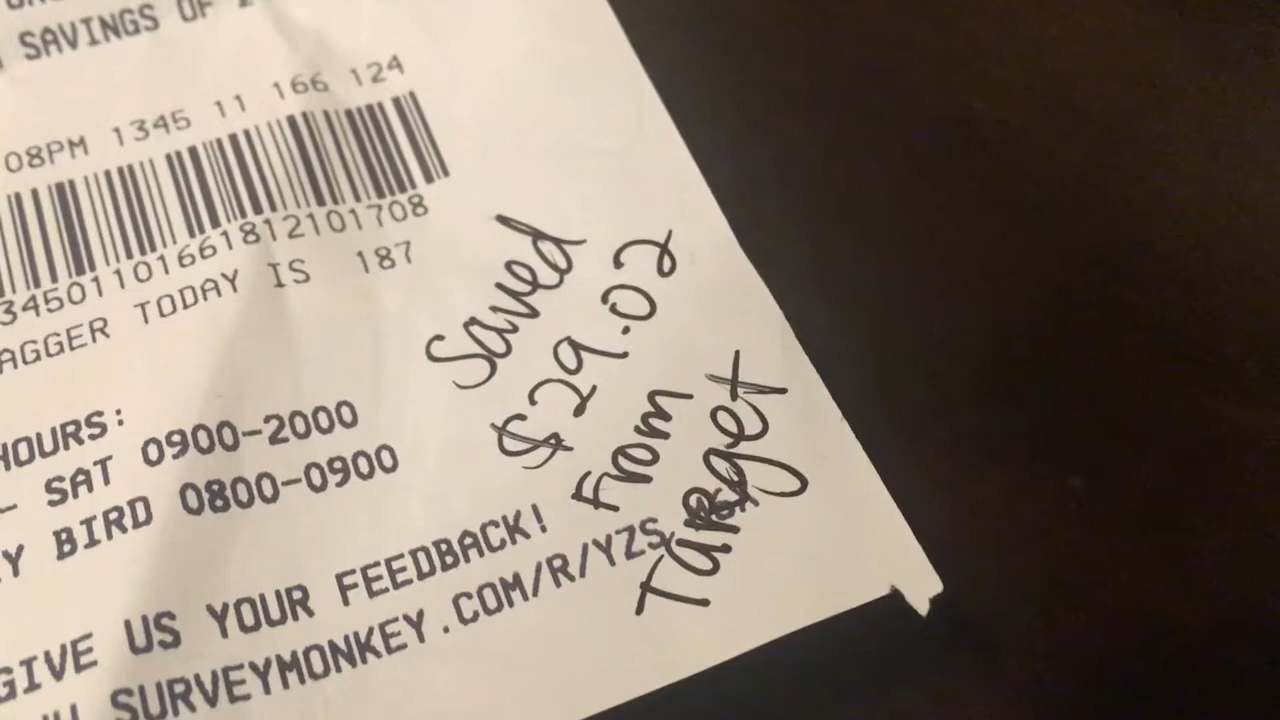 SAVINGS OF
08PM 1345 11 166 124
34501101661812101708
AGGER TODAY IS 187
HOURS:
- SAT 0900-2000
Y BIRD 0800-0900
GIVE US YOUR FEEDBACK!
SURVEYMONKEY.COM/R/YZS
Saved
$29.02
From
Target